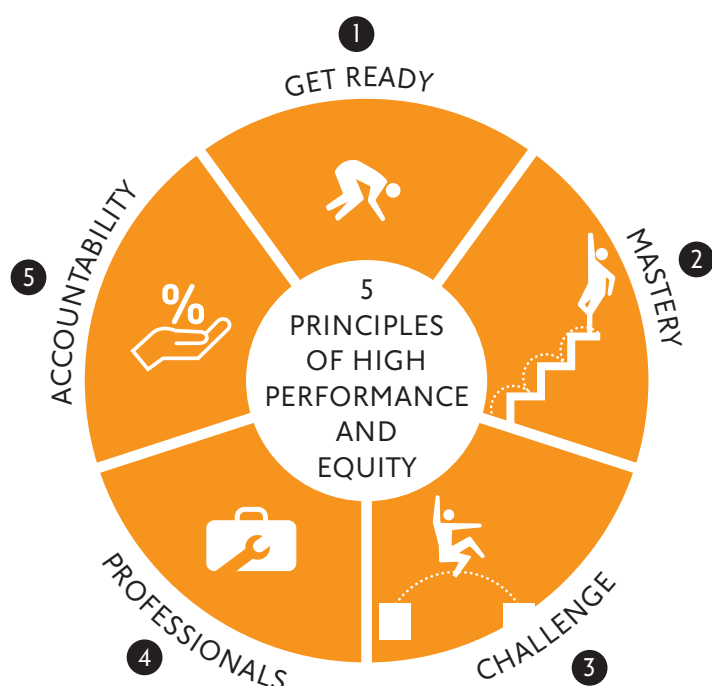 1
GET READY
2
MASTERY
3
CHALLENGE
4
PROFESSIONALS
5
ACCOUNTABILITY
%
5
PRINCIPLES
OF HIGH
PERFORMANCE
AND
EQUITY